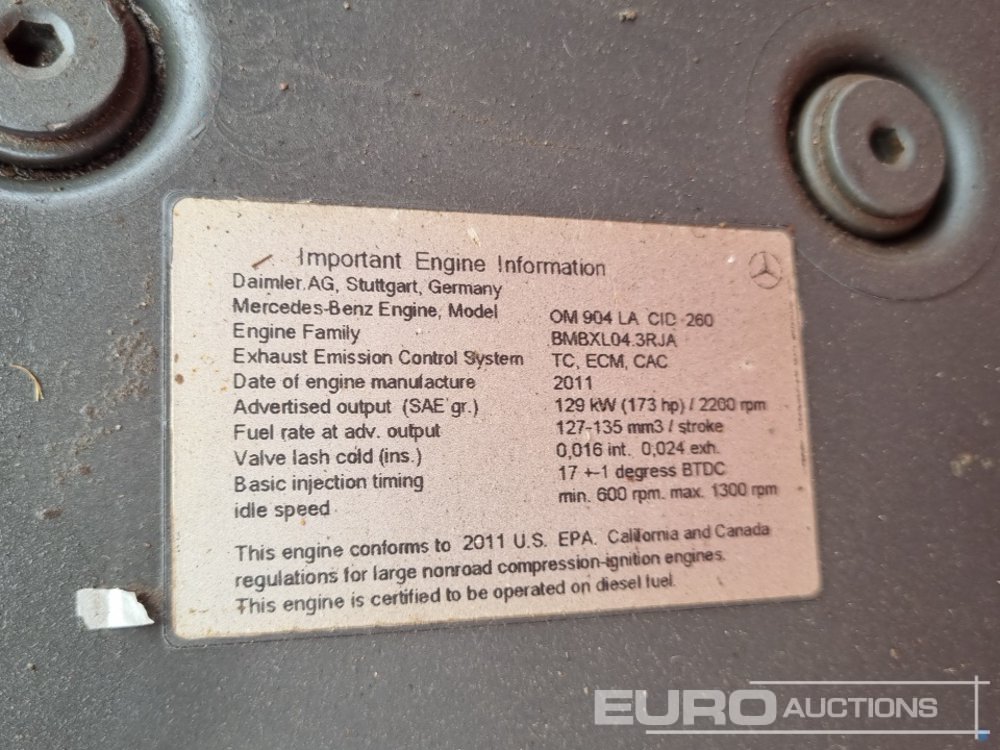 Important Engine Information
Daimler AG, Stuttgart, Germany
Mercedes-Benz Engine, Model OM 904 LA CID 260
Engine Family BMBXL04.3RJA
Exhaust Emission Control System TC, ECM, CAC
Date of engine manufacture 2011
Advertised output (SAE gr.) 129 kW (173 hp) / 2200 rpm
Fuel rate at adv. output 127-135 mm3 / stroke
Valve lash cold (ins.) 0,016 int. 0,024 exh.
Basic injection timing 17 +-1 degress BTDC
idle speed min. 600 rpm. max. 1300 rpm
This engine conforms to 2011 U.S. EPA. California and Canada
regulations for large nonroad compression-ignition engines.
This engine is certified to be operated on diesel fuel.
EURO AUCTIONS